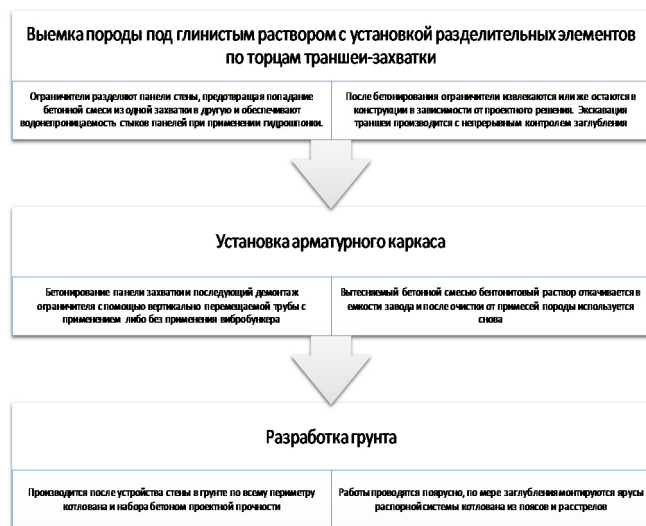 Выемка породы под глинистым раствором с установкой разделительных элементов
по торцам траншеи-захватки
Ограничители разделяют панели стены, предотвращая попадание
бетонной смеси из одной захватки в другую и обеспечивают
водонепроницаемость стыков панелей при применении гидрошпонки.
После бетонирования ограничители извлекаются или же остаются в
конструкции в зависимости от проектного решения. Экскавация
траншеи производится с непрерывным контролем заглубления
Установка арматурного каркаса
Бетонирование панели захватки и последующий демонтаж
ограничителя с помощью вертикально перемещаемой трубы с
применением либо без применения вибробункера
Вытесняемый бетонной смесью бентонитовый раствор откачивается в
емкости завода и после очистки от примесей породы используется
снова
Разработка грунта
Производится после устройства стены в грунте по всему периметру
котлована и набора бетоном проектной прочности
Работы проводятся поярусно, по мере заглубления монтируются ярусы
распорной системы котлована из поясов и расстрелов